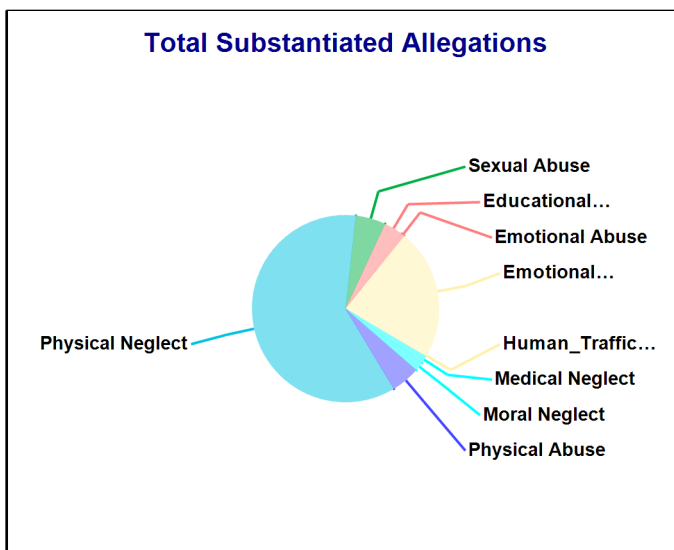 Total Substantiated Allegations
Sexual Abuse
Educational…
Emotional Abuse
Emotional…
Human_Traffic…
Physical Neglect
Medical Neglect
Moral Neglect
Physical Abuse